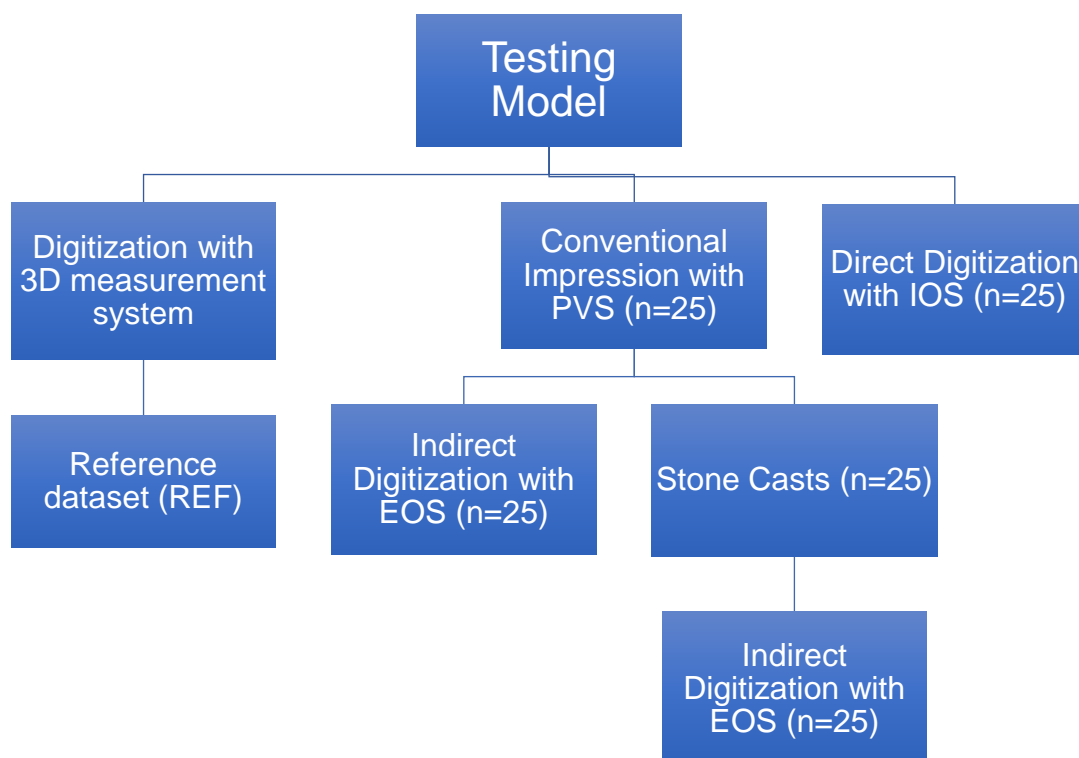 Testing
Model
Digitization with
3D measurement
system
Conventional
Impression with
PVS (n=25)
Direct Digitization
with IOS (n=25)
Reference
dataset (REF)
Indirect
Digitization with
EOS (n=25)
Stone Casts (n=25)
Indirect
Digitization with
EOS (n=25)